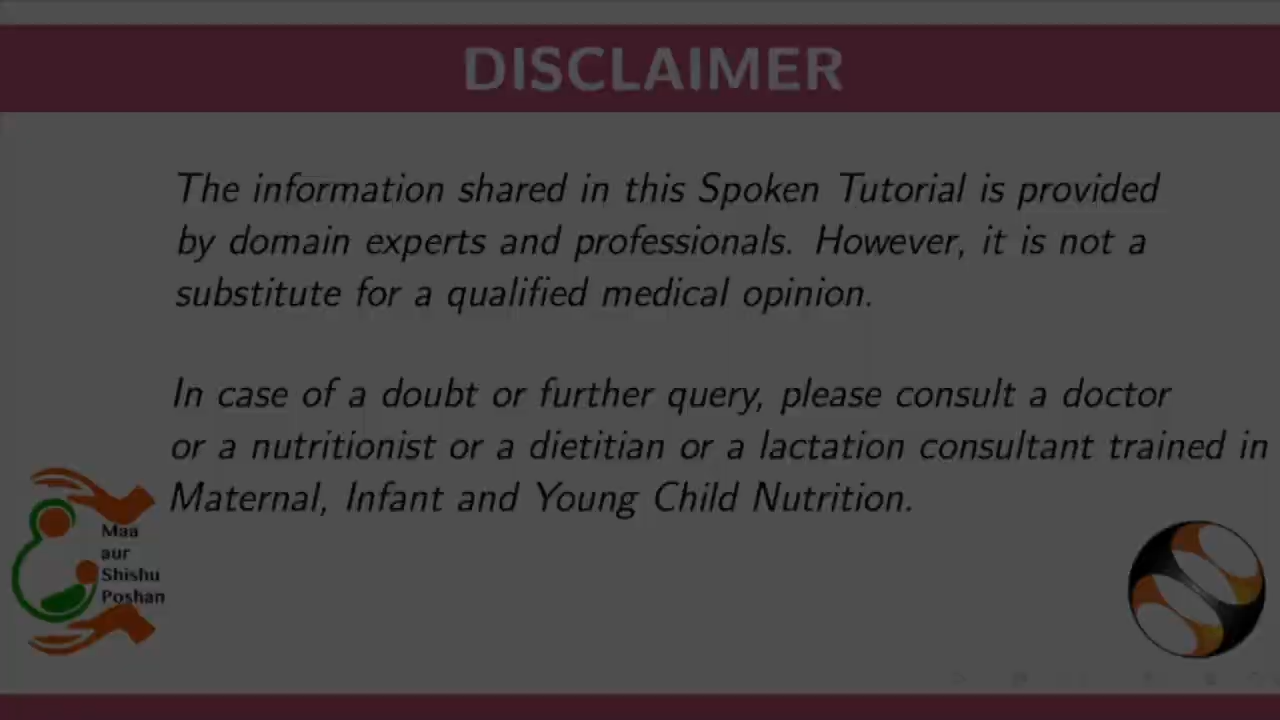 DISCLAIMER
The information shared in this Spoken Tutorial is provided
by domain experts and professionals. However, it is not a
substitute for a qualified medical opinion.
In case of a doubt or further query, please consult a doctor
or a nutritionist or a dietitian or a lactation consultant trained in
Maternal, Infant and Young Child Nutrition.
Maa
aur
Shishu
Poshan